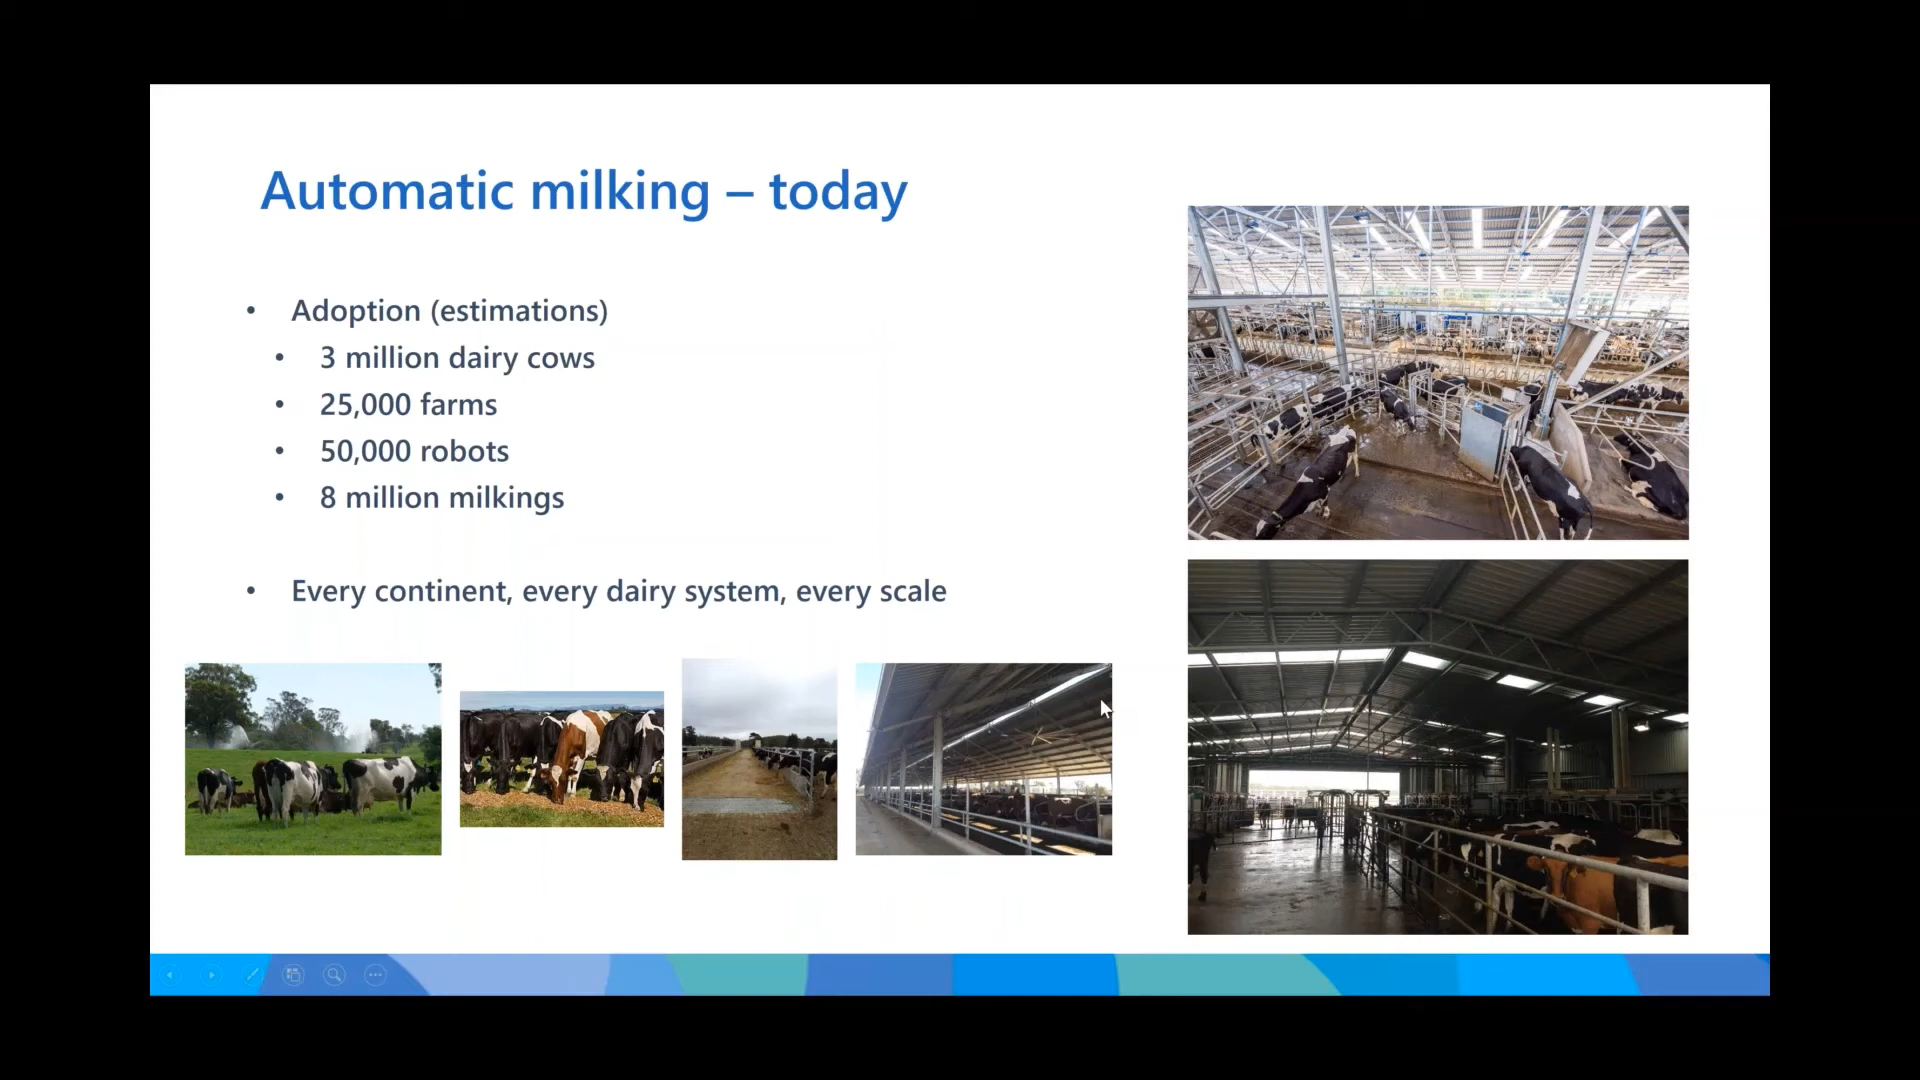 Automatic milking – today
• Adoption (estimations)
• 3 million dairy cows
• 25,000 farms
• 50,000 robots
• 8 million milkings
• Every continent, every dairy system, every scale